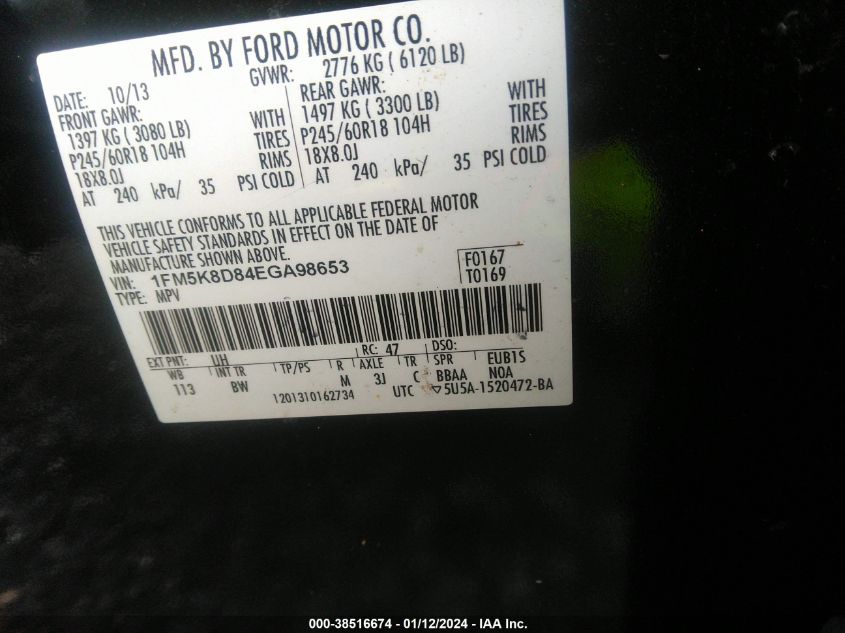 MFD. BY FORD MOTOR CO.
DATE: 10/13 GVWR: 2776 KG ( 6120 LB)
FRONT GAWR: REAR GAWR:
1397 KG ( 3080 LB) WITH 1497 KG ( 3300 LB) WITH
P245/60R18 104H TIRES P245/60R18 104H TIRES
18X8.0J RIMS 18X8.0J RIMS
AT 240 kPa/ 35 PSI COLD AT 240 kPa/ 35 PSI COLD
THIS VEHICLE CONFORMS TO ALL APPLICABLE FEDERAL MOTOR
VEHICLE SAFETY STANDARDS IN EFFECT ON THE DATE OF
MANUFACTURE SHOWN ABOVE.
VIN: 1FM5K8D84EGA98653 F0167
TYPE: MPV T0169
EXT PNT: UH RC: 47 DSO:
WB INT TR TP/PS R AXLE TR SPR EUB1S
113 BW M 3J C BBAA NOA
1201310162734 UTC ▽5U5A-1520472-BA
000-38516674 - 01/12/2024 - IAA Inc.